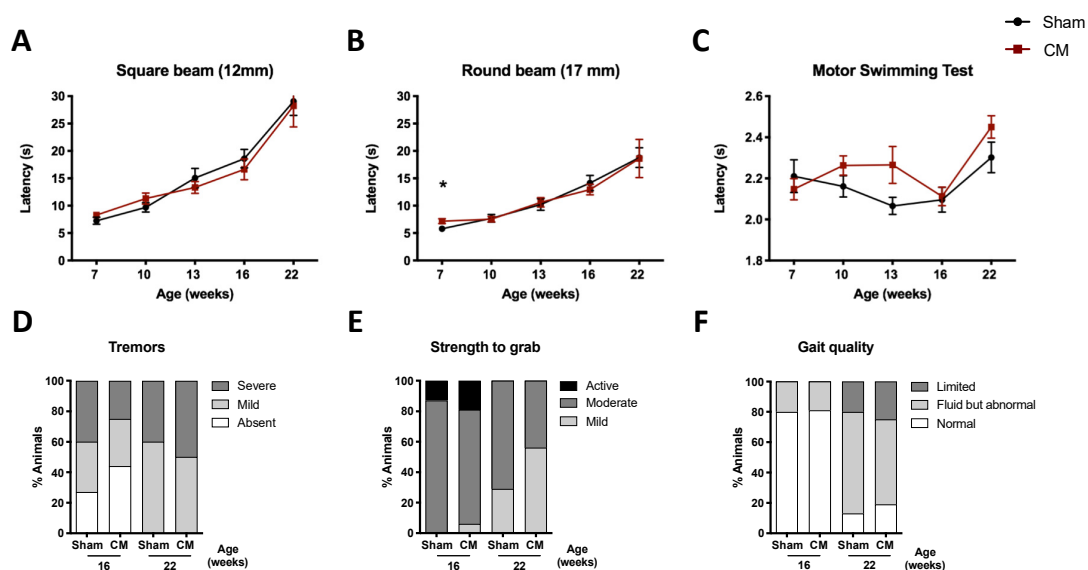 Sham
CM
A
B
C
Square beam (12mm)
Round beam (17 mm)
Motor Swimming Test
Latency (s)
30
25
20
15
10
5
0
7 10 13 16 22
Age (weeks)
Latency (s)
30
25
20
15
10
5
0
*
7 10 13 16 22
Age (weeks)
Latency (s)
2.6
2.4
2.2
2.0
1.8
7 10 13 16 22
Age (weeks)
D
E
F
Tremors
Strength to grab
Gait quality
% Animals
100
80
60
40
20
0
Severe
Mild
Absent
Sham CM Sham CM
16 22
Age
(weeks)
% Animals
100
80
60
40
20
0
Active
Moderate
Mild
Sham CM Sham CM
16 22
Age
(weeks)
% Animals
100
80
60
40
20
0
Limited
Fluid but abnormal
Normal
Sham CM Sham CM
16 22
Age
(weeks)